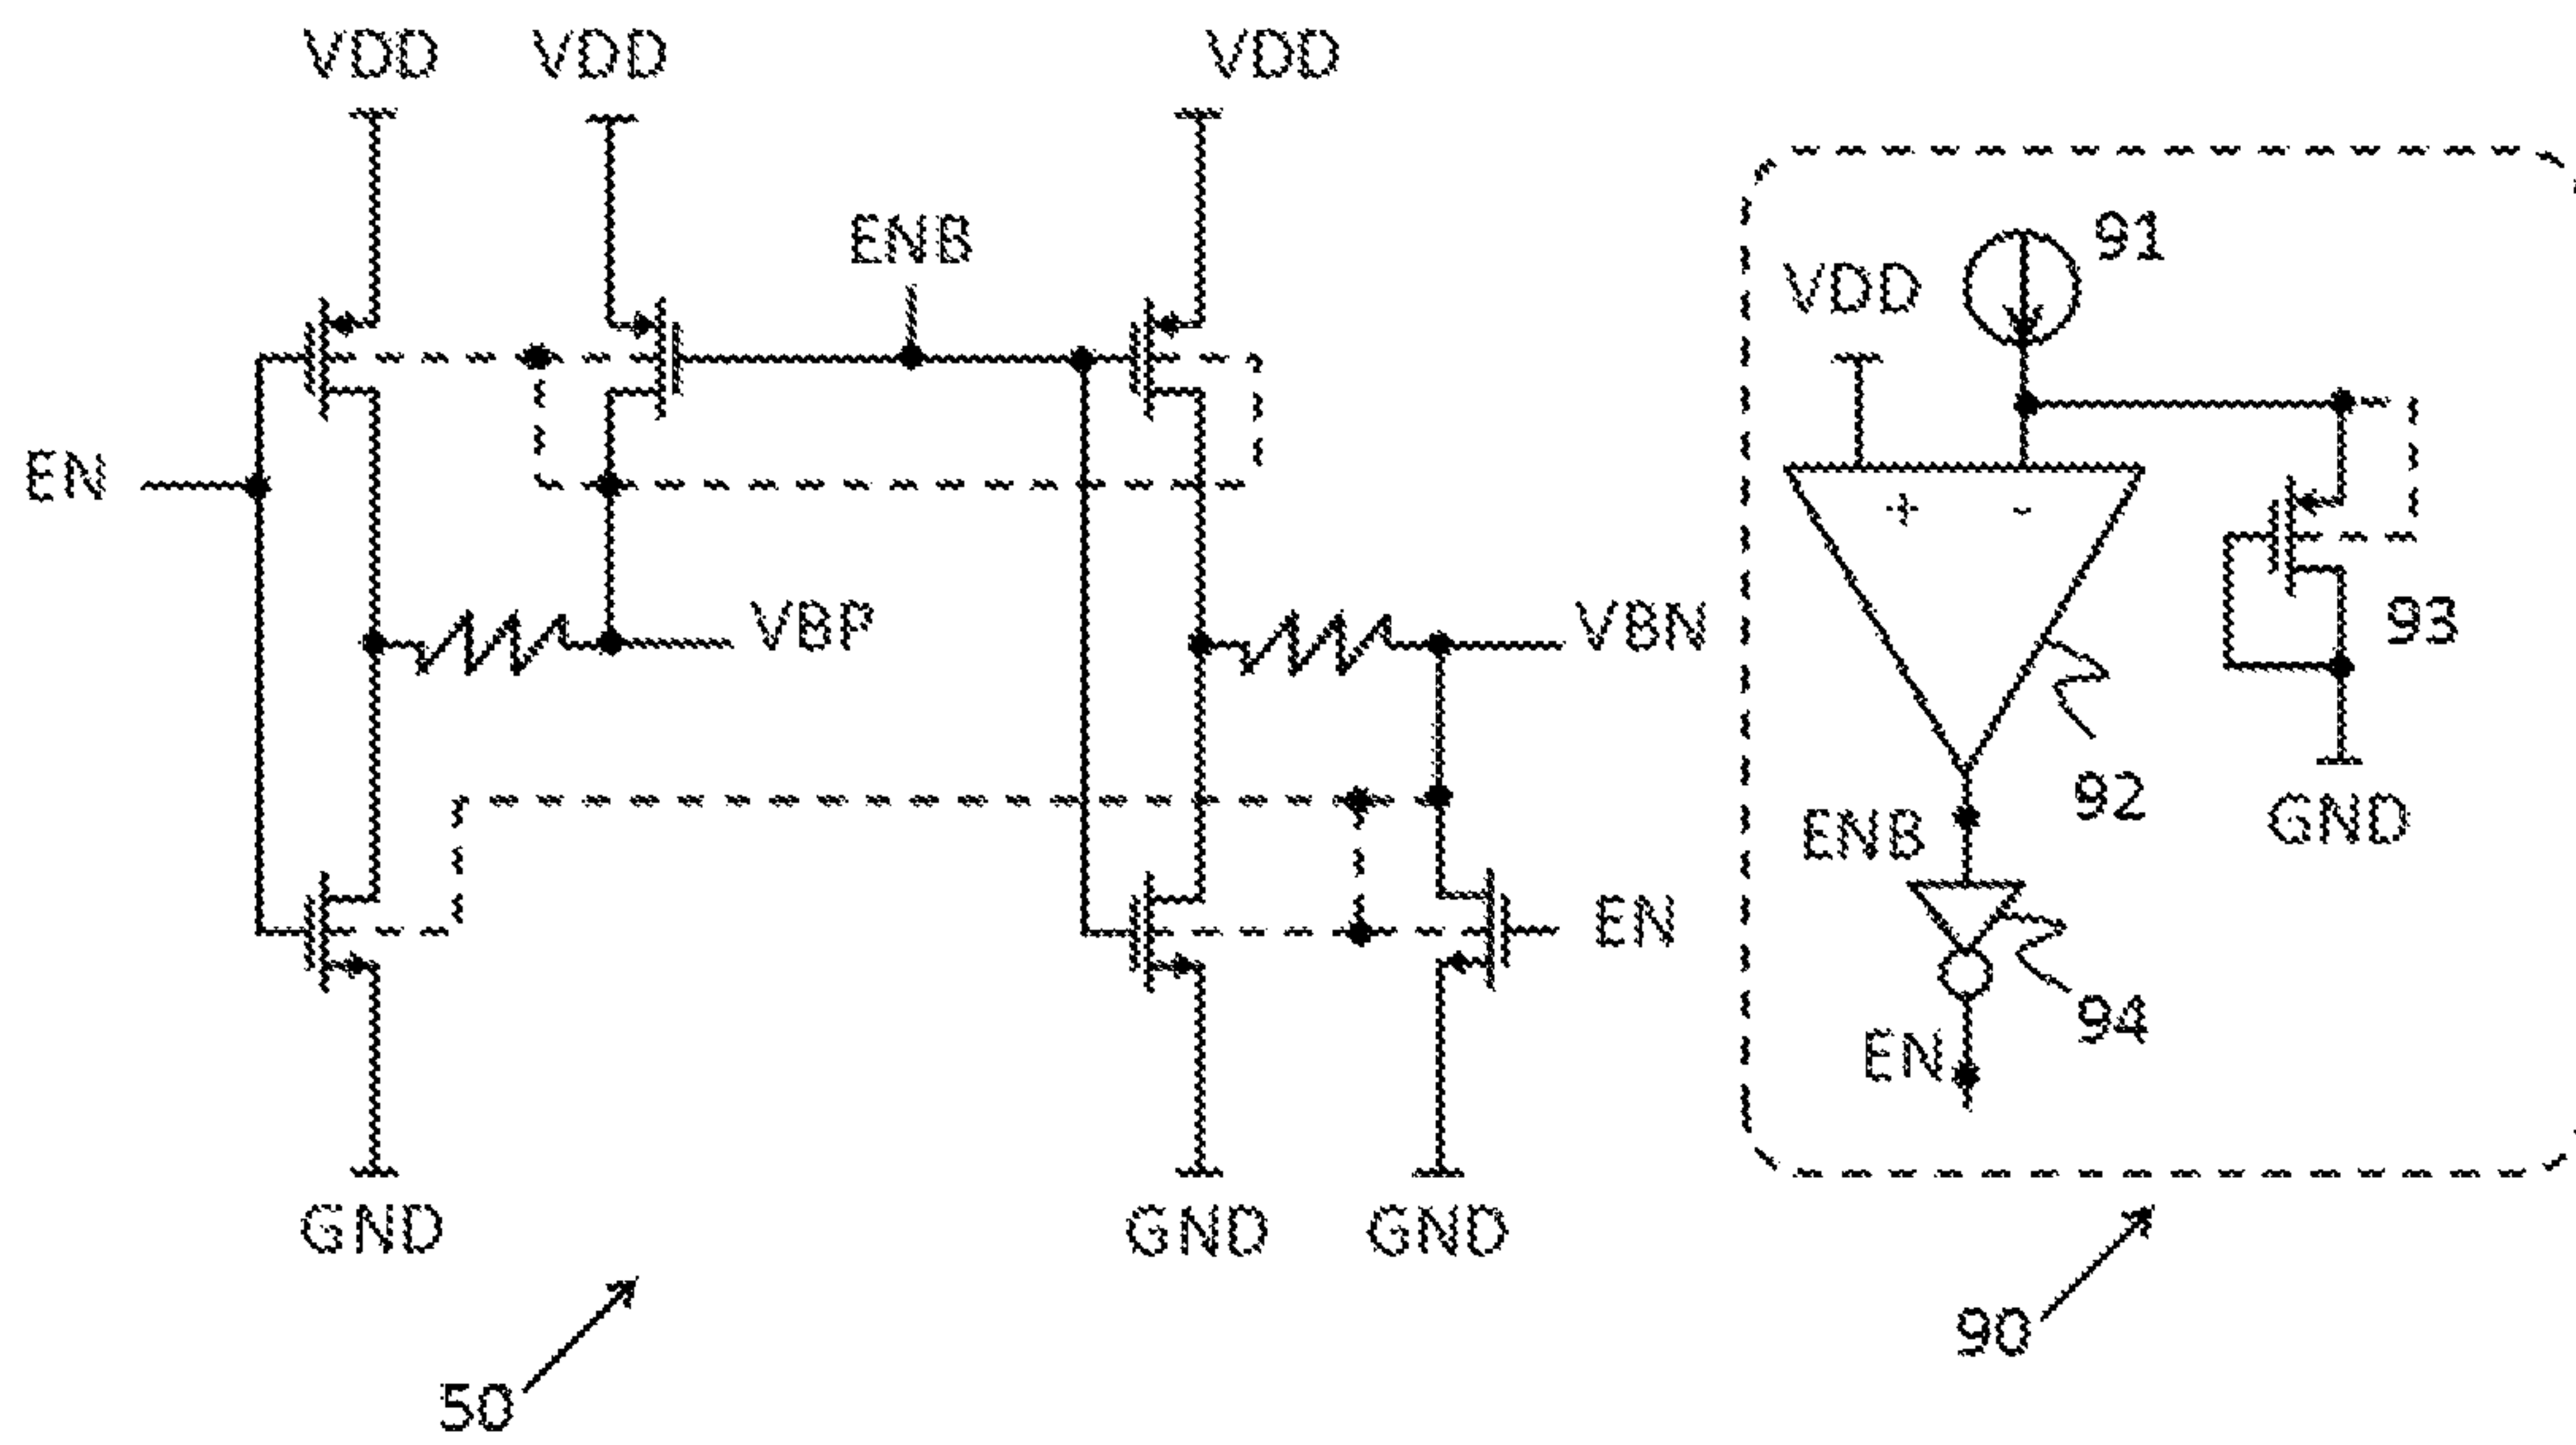 VDD VDD VDD
ENB 91
VDD
EN
+ -
VBP VBN 93
92
ENB GND
EN
94
EN
GND GND GND
90
50